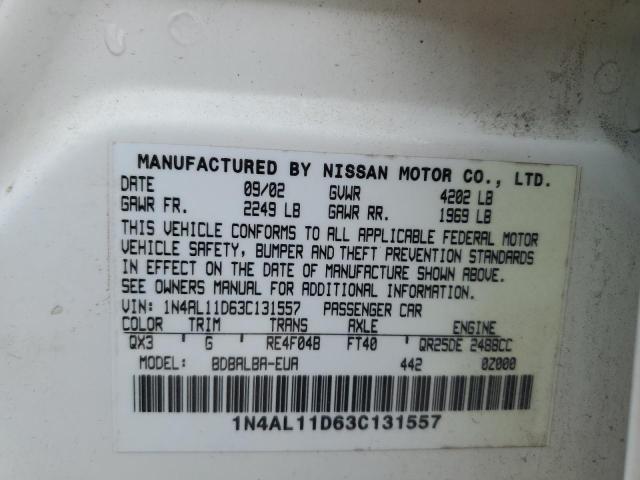 MANUFACTURED BY NISSAN MOTOR CO., LTD.
DATE 09/02 GVWR 4202 LB
GAWR FR. 2249 LB GAWR RR. 1969 LB
THIS VEHICLE CONFORMS TO ALL APPLICABLE FEDERAL MOTOR
VEHICLE SAFETY, BUMPER AND THEFT PREVENTION STANDARDS
IN EFFECT ON THE DATE OF MANUFACTURE SHOWN ABOVE.
SEE OWNERS MANUAL FOR ADDITIONAL INFORMATION
VIN: 1N4AL11D63C131557 PASSENGER CAR
COLOR TRIM TRANS AXLE ENGINE
QX3 G RE4F04B FT40 QR25DE 2488CC
MODEL: BDBALBA-EUA 442 0Z000
1N4AL11D63C131557